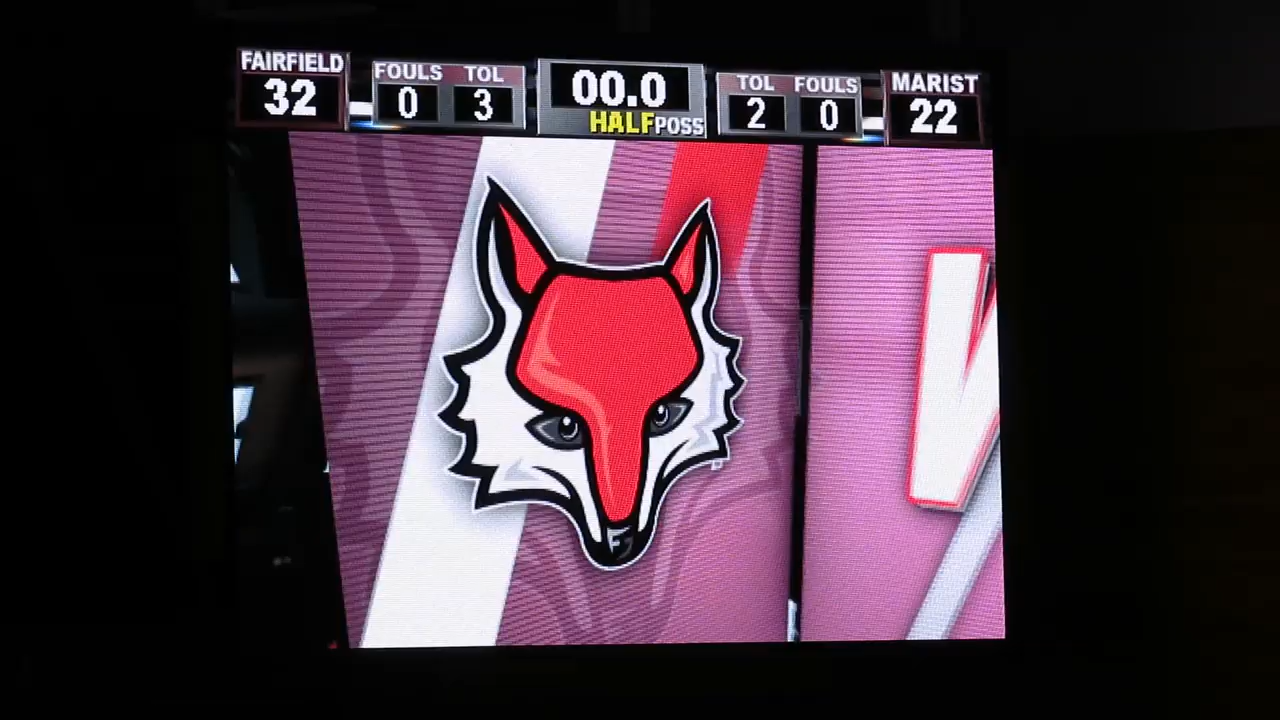 FAIRFIELD
32
FOULS TOL
0 3
00.0
HALF POSS
TOL FOULS
2 0
MARIST
22